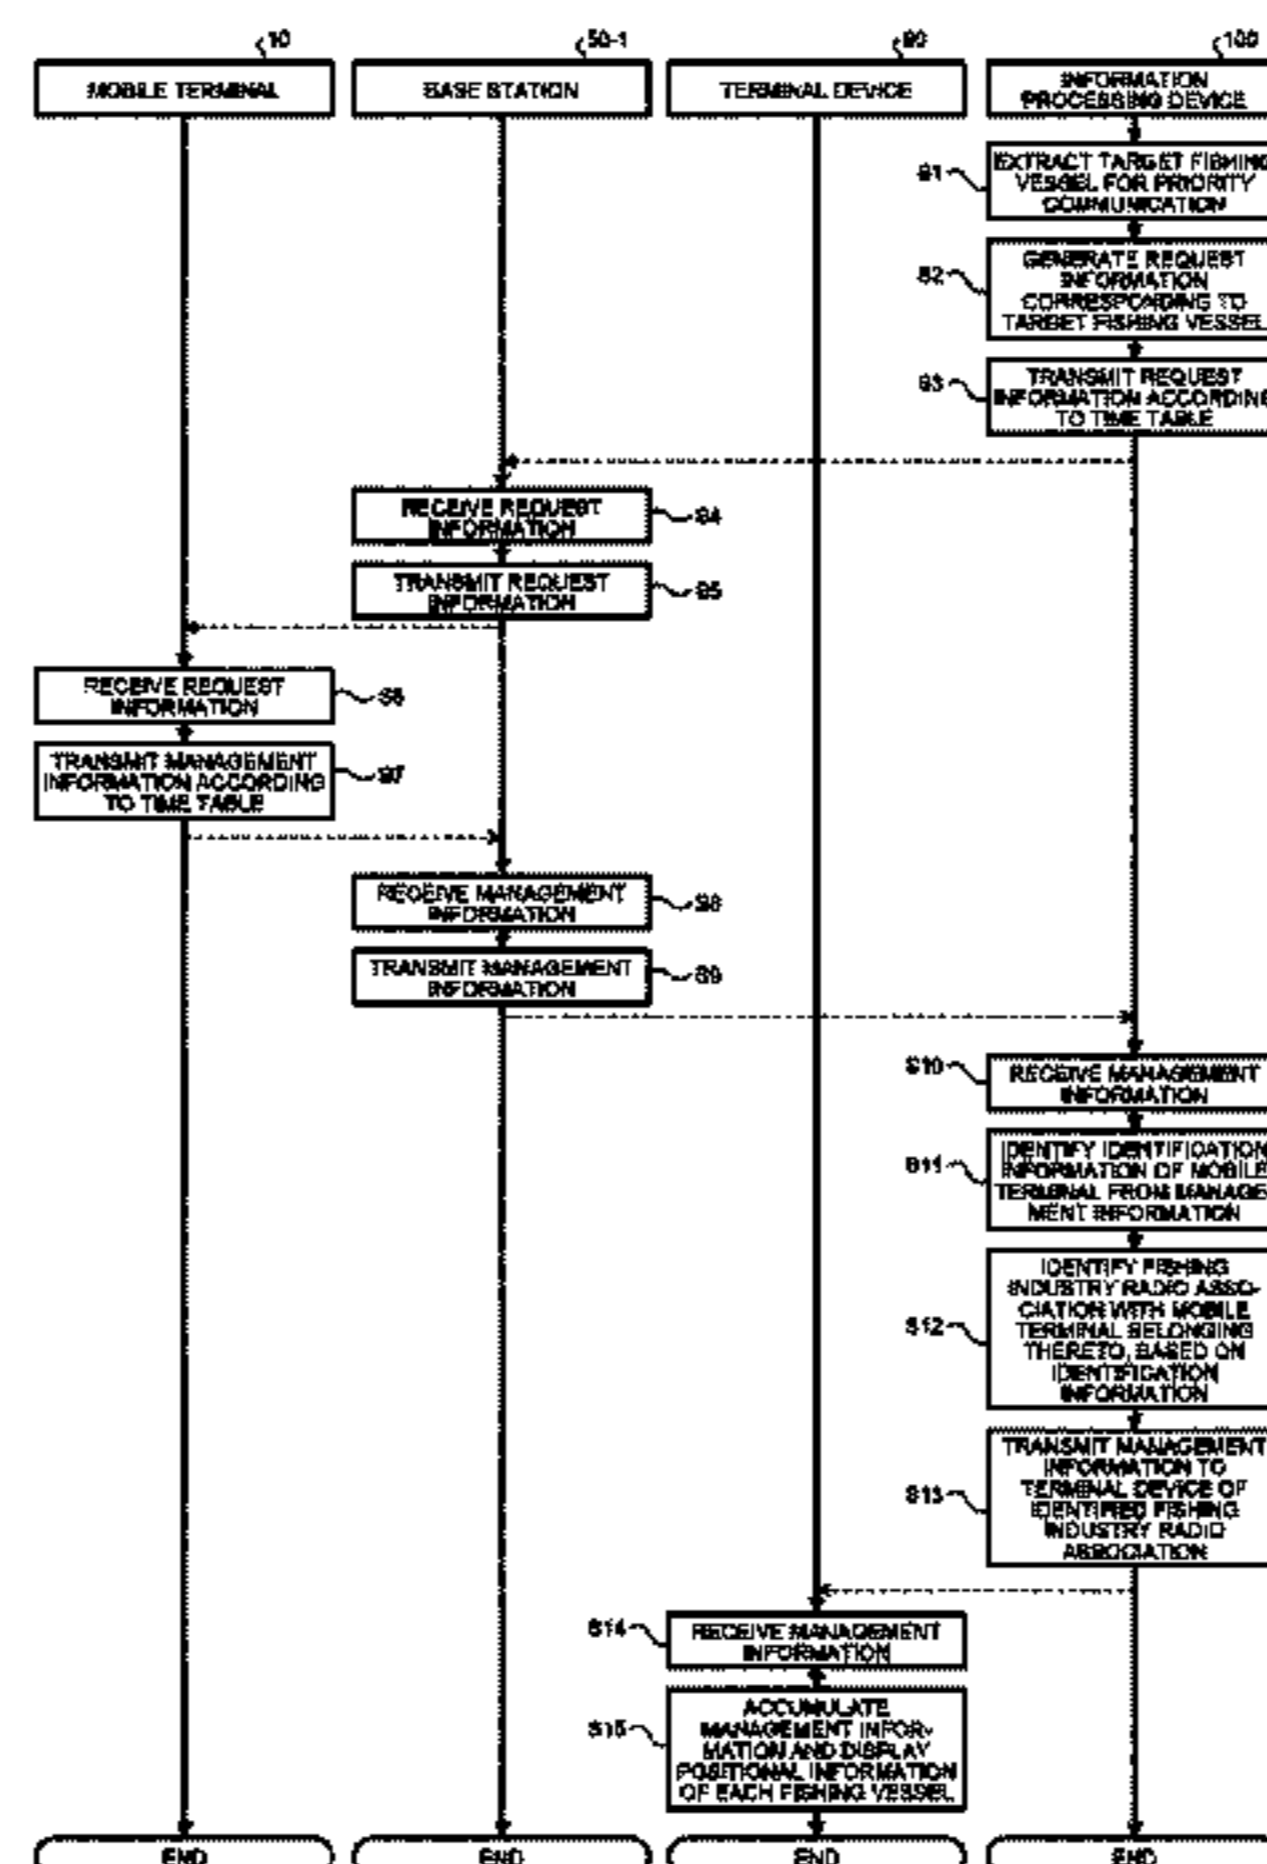 10
50-1
90
100
MOBILE TERMINAL
BASE STATION
TERMINAL DEVICE
INFORMATION
PROCESSING DEVICE
S1
EXTRACT TARGET FISHING
VESSEL FOR PRIORITY
COMMUNICATION
S2
GENERATE REQUEST
INFORMATION
CORRESPONDING TO
TARGET FISHING VESSEL
S3
TRANSMIT REQUEST
INFORMATION ACCORDING
TO TIME TABLE
RECEIVE REQUEST
INFORMATION
S4
TRANSMIT REQUEST
INFORMATION
S5
RECEIVE REQUEST
INFORMATION
S6
TRANSMIT MANAGEMENT
INFORMATION ACCORDING
TO TIME TABLE
S7
RECEIVE MANAGEMENT
INFORMATION
S8
TRANSMIT MANAGEMENT
INFORMATION
S9
S10
RECEIVE MANAGEMENT
INFORMATION
S11
IDENTIFY IDENTIFICATION
INFORMATION OF MOBILE
TERMINAL FROM MANAGE-
MENT INFORMATION
S12
IDENTIFY FISHING
INDUSTRY RADIO ASSO-
CIATION WITH MOBILE
TERMINAL BELONGING
THERETO, BASED ON
IDENTIFICATION
INFORMATION
S13
TRANSMIT MANAGEMENT
INFORMATION TO
TERMINAL DEVICE OF
IDENTIFIED FISHING
INDUSTRY RADIO
ASSOCIATION
S14
RECEIVE MANAGEMENT
INFORMATION
S15
ACCUMULATE
MANAGEMENT INFOR-
MATION AND DISPLAY
POSITIONAL INFORMATION
OF EACH FISHING VESSEL
END
END
END
END